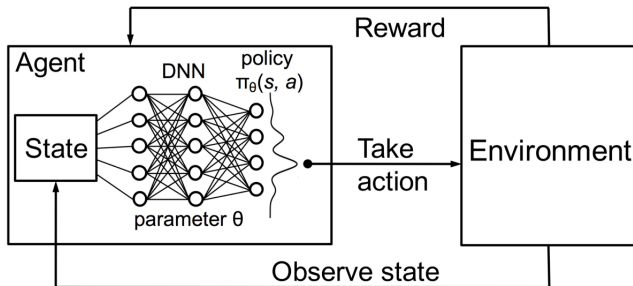 Reward
Agent
DNN
policy
πθ(s, a)
State
Take
action
Environment
parameter θ
Observe state